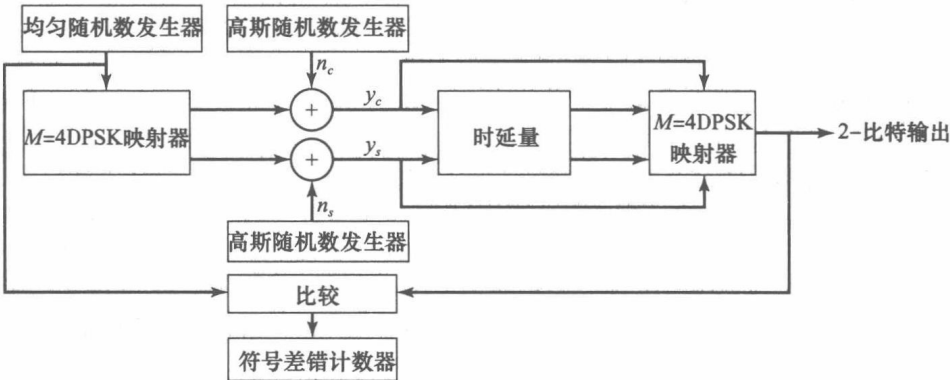 均匀随机数发生器
高斯随机数发生器
n_c
y_c
M=4DPSK映射器
+
时延量
M=4DPSK
映射器
2-比特输出
+
y_s
n_s
高斯随机数发生器
比较
符号差错计数器